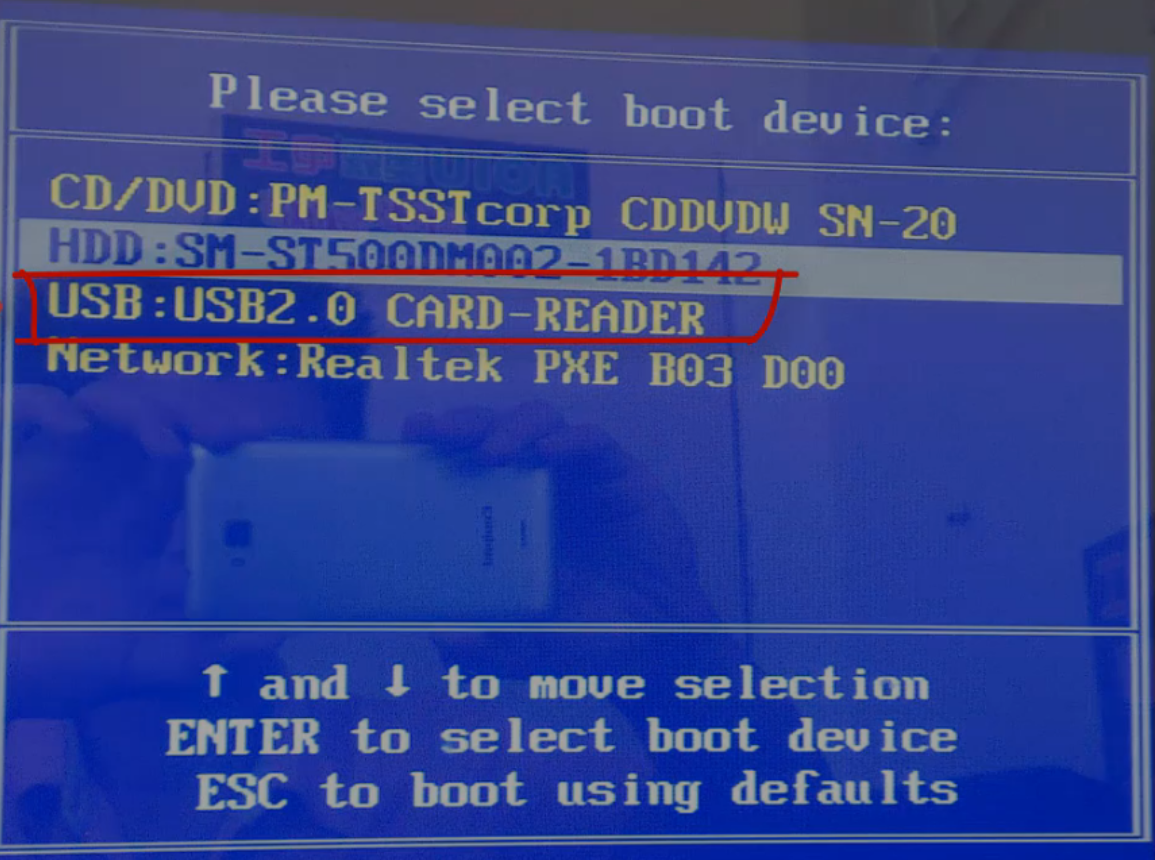 Please select boot device:
CD/DVD:PM-TSSTcorp CDDVDW SN-20
HDD:SM-ST500DM002-1BD142
USB:USB2.0 CARD-READER
Network:Realtek PXE B03 D00
↑ and ↓ to move selection
ENTER to select boot device
ESC to boot using defaults